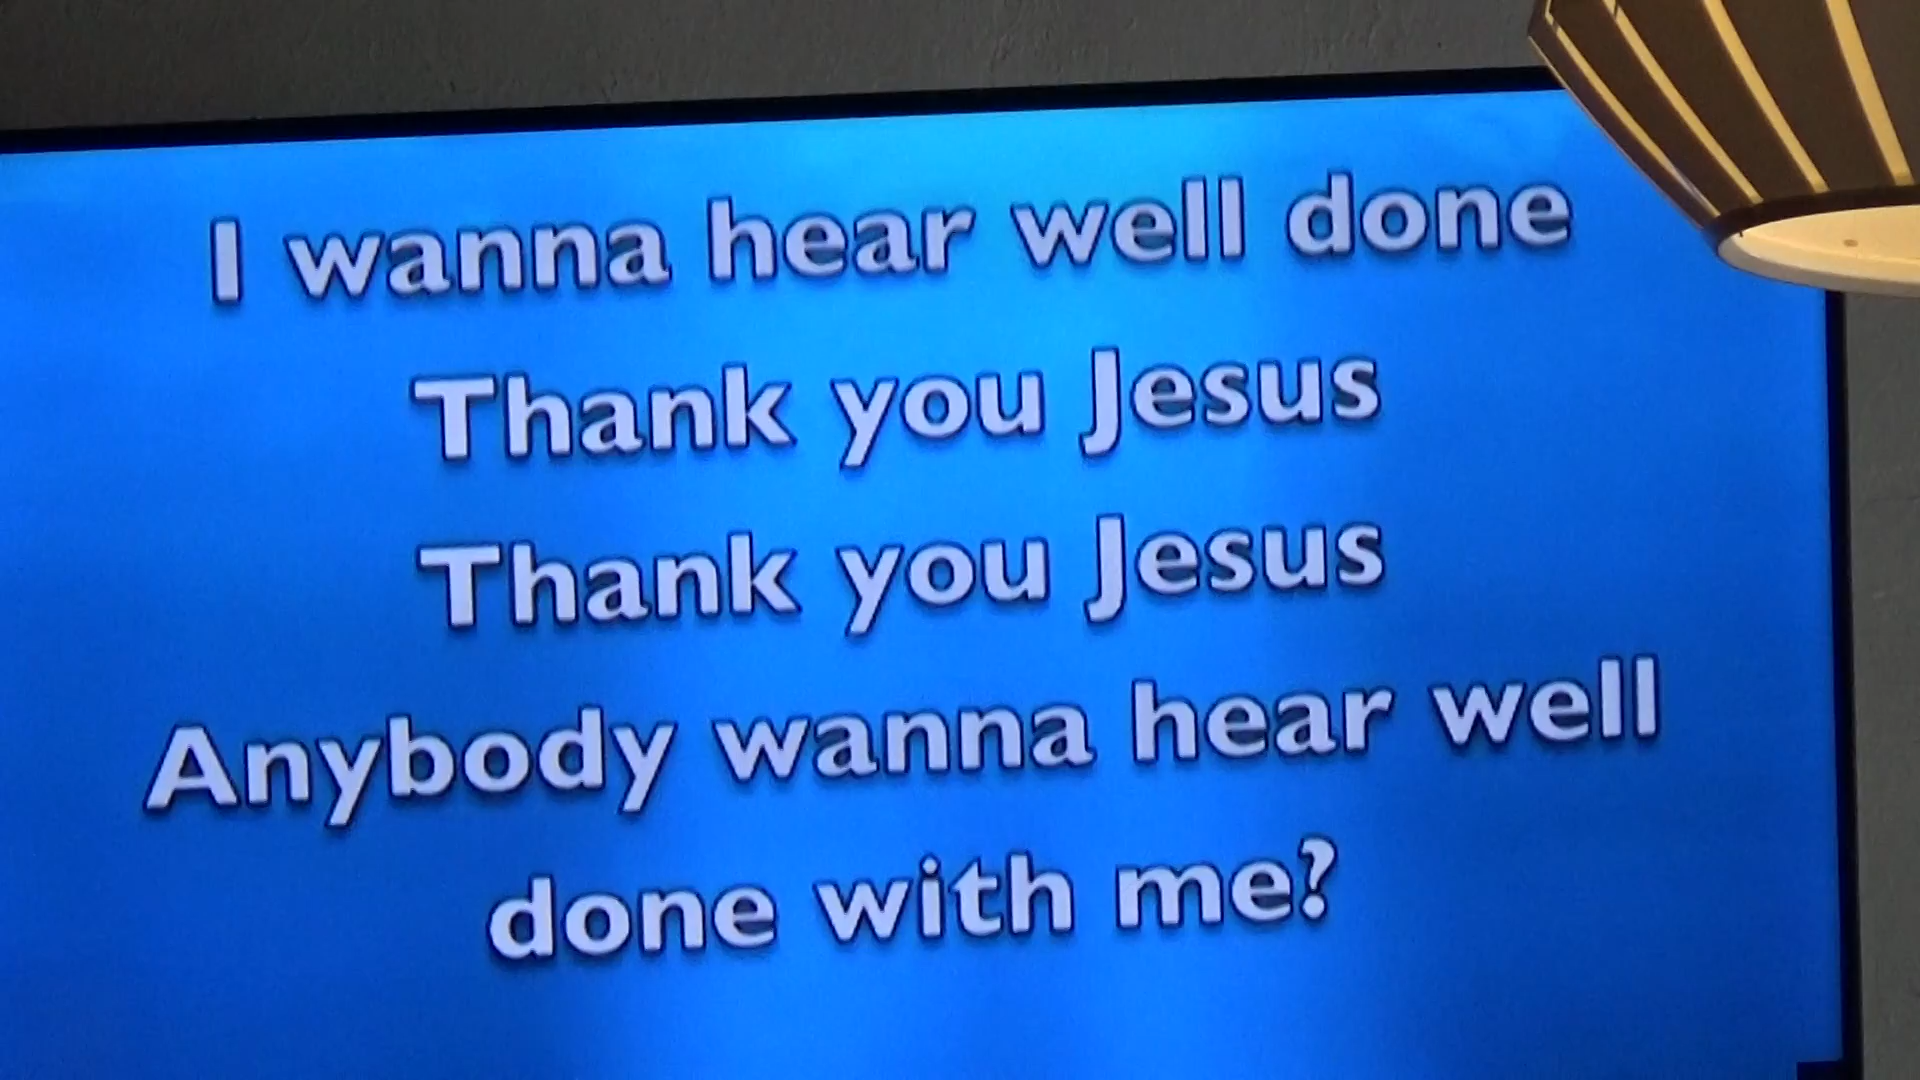 I wanna hear well done
Thank you Jesus
Thank you Jesus
Anybody wanna hear well
done with me?